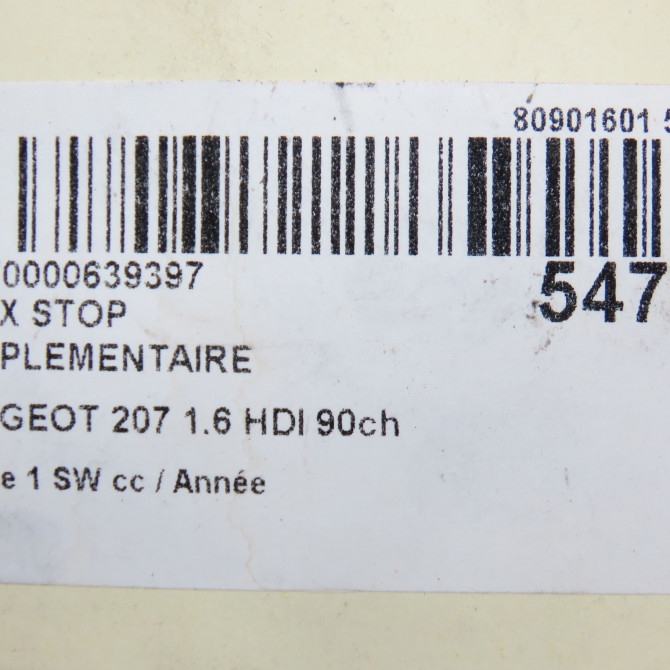 80901601 5
0000639397
547
X STOP
PLEMENTAIRE
GEOT 207 1.6 HDI 90ch
e 1 SW cc / Année